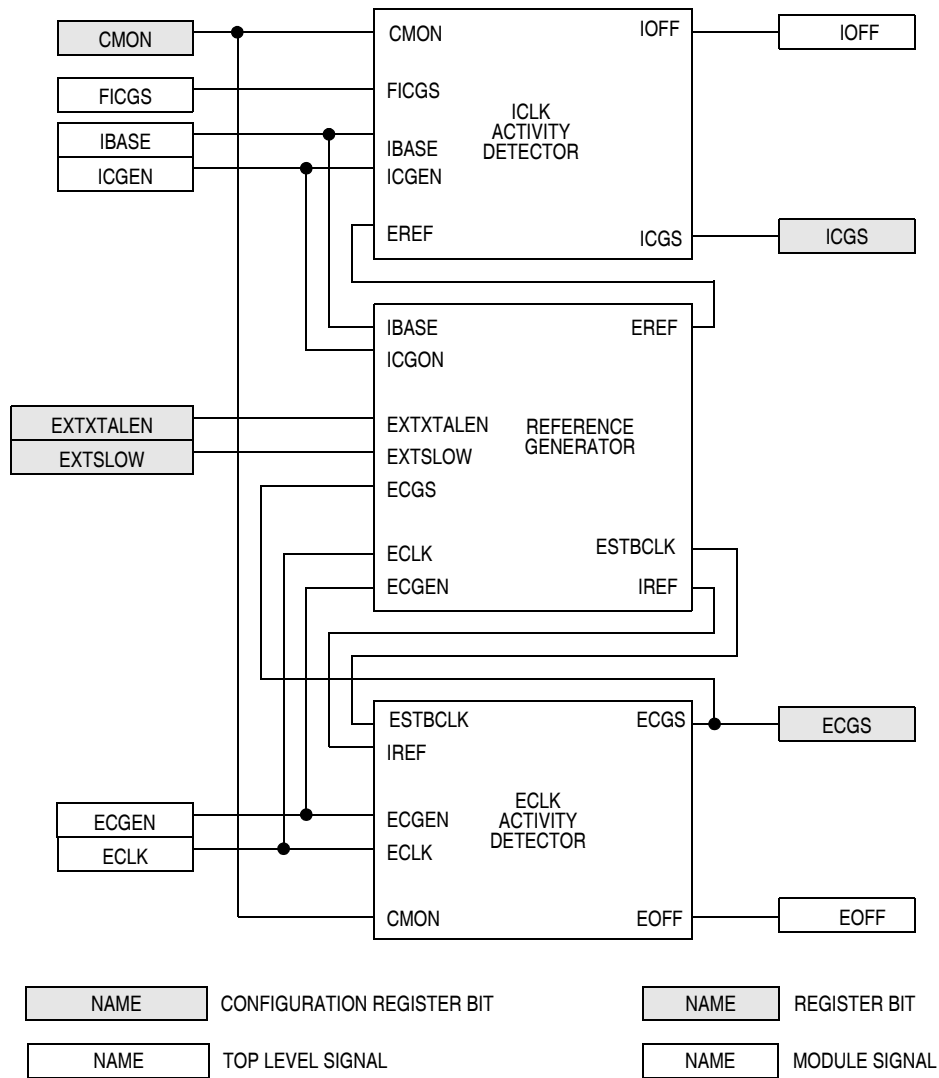 CMON
FICGS
IBASE
ICGEN
CMON
FICGS
IBASE
ICGEN
EREF
ICLK
ACTIVITY
DETECTOR
IOFF
ICGS
IOFF
ICGS
EXTXTALEN
EXTSLOW
IBASE
ICGON
EXTXTALEN
EXTSLOW
ECGS
ECLK
ECGEN
REFERENCE
GENERATOR
EREF
ESTBCLK
IREF
ECGEN
ECLK
ESTBCLK
IREF
ECGEN
ECLK
CMON
ECLK
ACTIVITY
DETECTOR
ECGS
EOFF
ECGS
EOFF
NAME CONFIGURATION REGISTER BIT
NAME REGISTER BIT
NAME TOP LEVEL SIGNAL
NAME MODULE SIGNAL